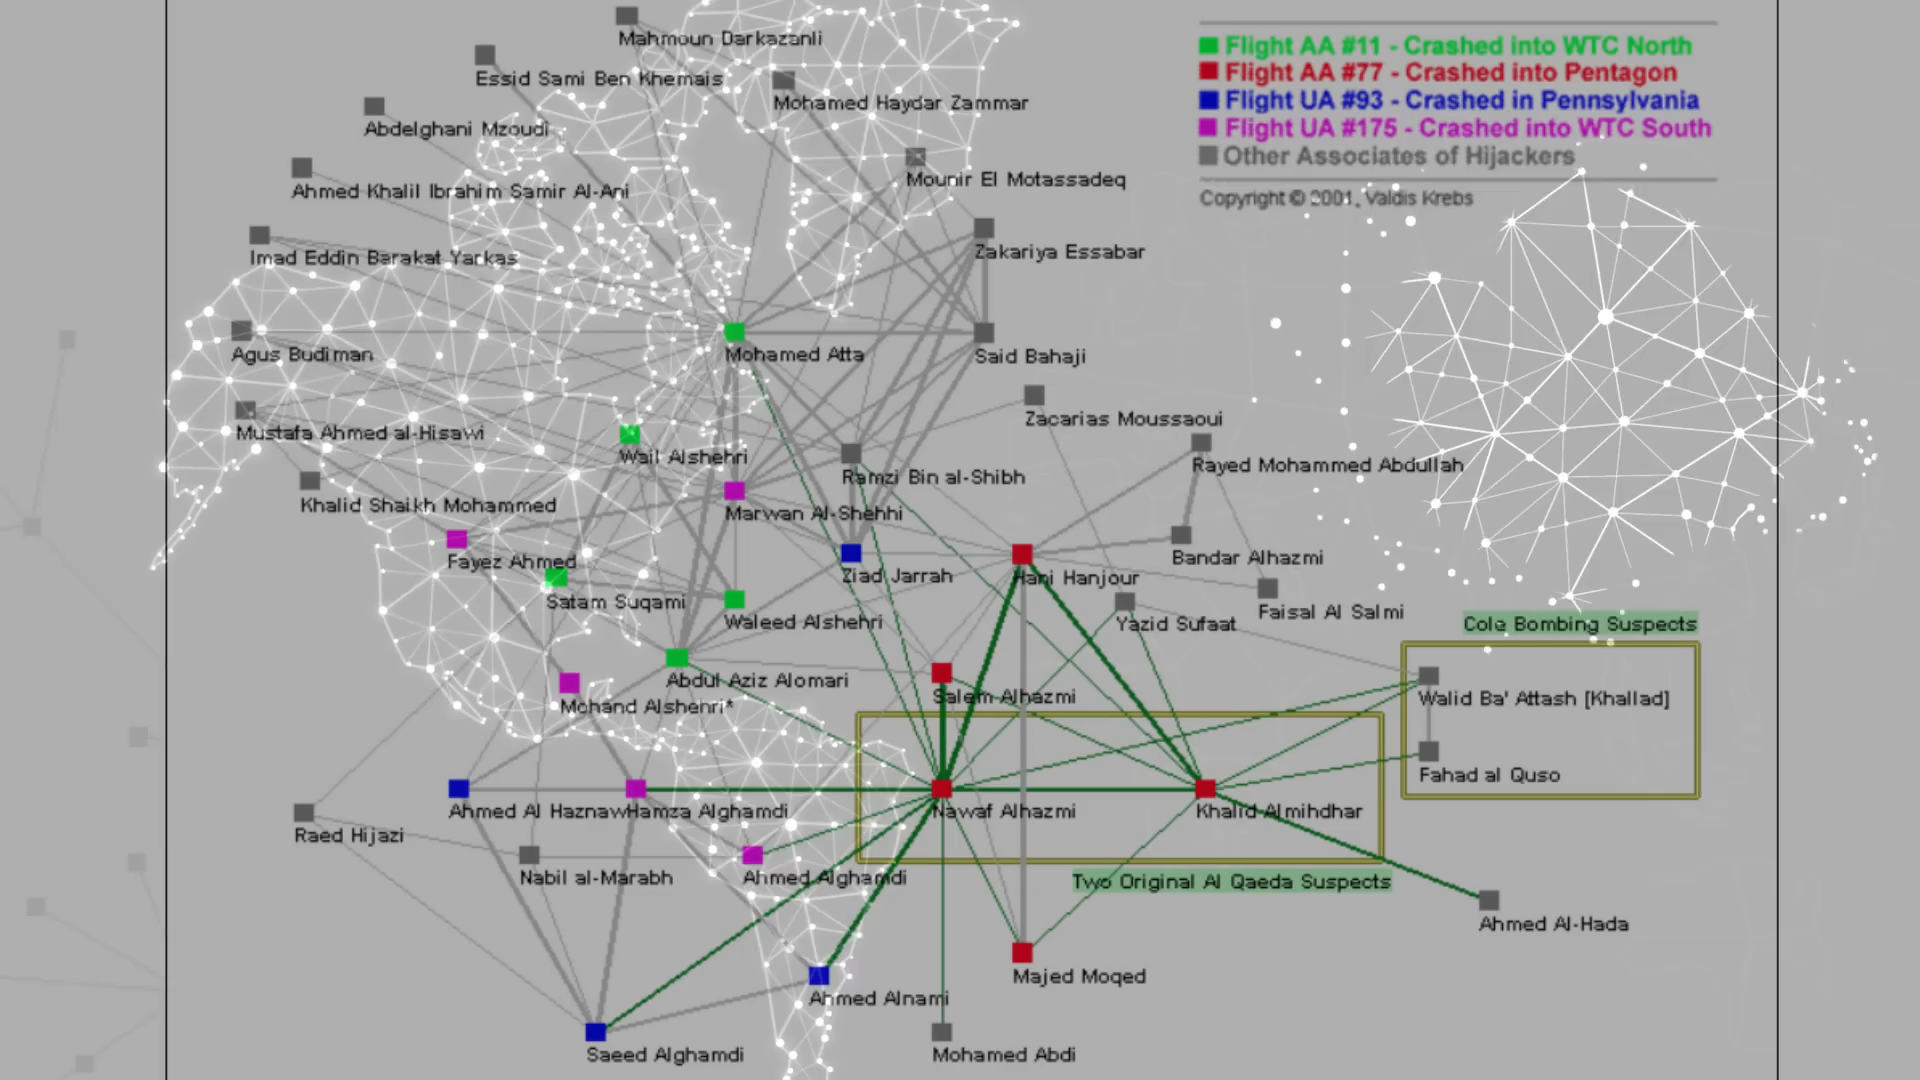 Mahmoun Darkazanli
Flight AA #11 - Crashed into WTC North
Essid Sami Ben Khemais
Flight AA #77 - Crashed into Pentagon
Mohamed Haydar Zammar
Flight UA #93 - Crashed in Pennsylvania
Abdelghani Mzoudi
Flight UA #175 - Crashed into WTC South
Other Associates of Hijackers
Mounir El Motassadeq
Ahmed Khalil Ibrahim Samir Al-Ani
Copyright © 2001, Valdis Krebs
Zakariya Essabar
Imad Eddin Barakat Yarkas
Agus Budiman
Mohamed Atta
Said Bahaji
Zacarias Moussaoui
Mustafa Ahmed al-Hisawi
Wail Alshehri
Rayed Mohammed Abdullah
Ramzi Bin al-Shibh
Khalid Shaikh Mohammed
Marwan Al-Shehhi
Fayez Ahmed
Bandar Alhazmi
Ziad Jarrah
Hani Hanjour
Satam Suqami
Faisal Al Salmi
Waleed Alshehri
Yazid Sufaat
Cole Bombing Suspects
Abdul Aziz Alomari
Salem Alhazmi
Walid Ba' Attash [Khallad]
Mohand Alshehri*
Fahad al Quso
Ahmed Al Haznawi
Hamza Alghamdi
Nawaf Alhazmi
Khalid Almihdhar
Raed Hijazi
Nabil al-Marabh
Ahmed Alghamdi
Two Original Al Qaeda Suspects
Ahmed Al-Hada
Majed Moqed
Ahmed Alnami
Saeed Alghamdi
Mohamed Abdi